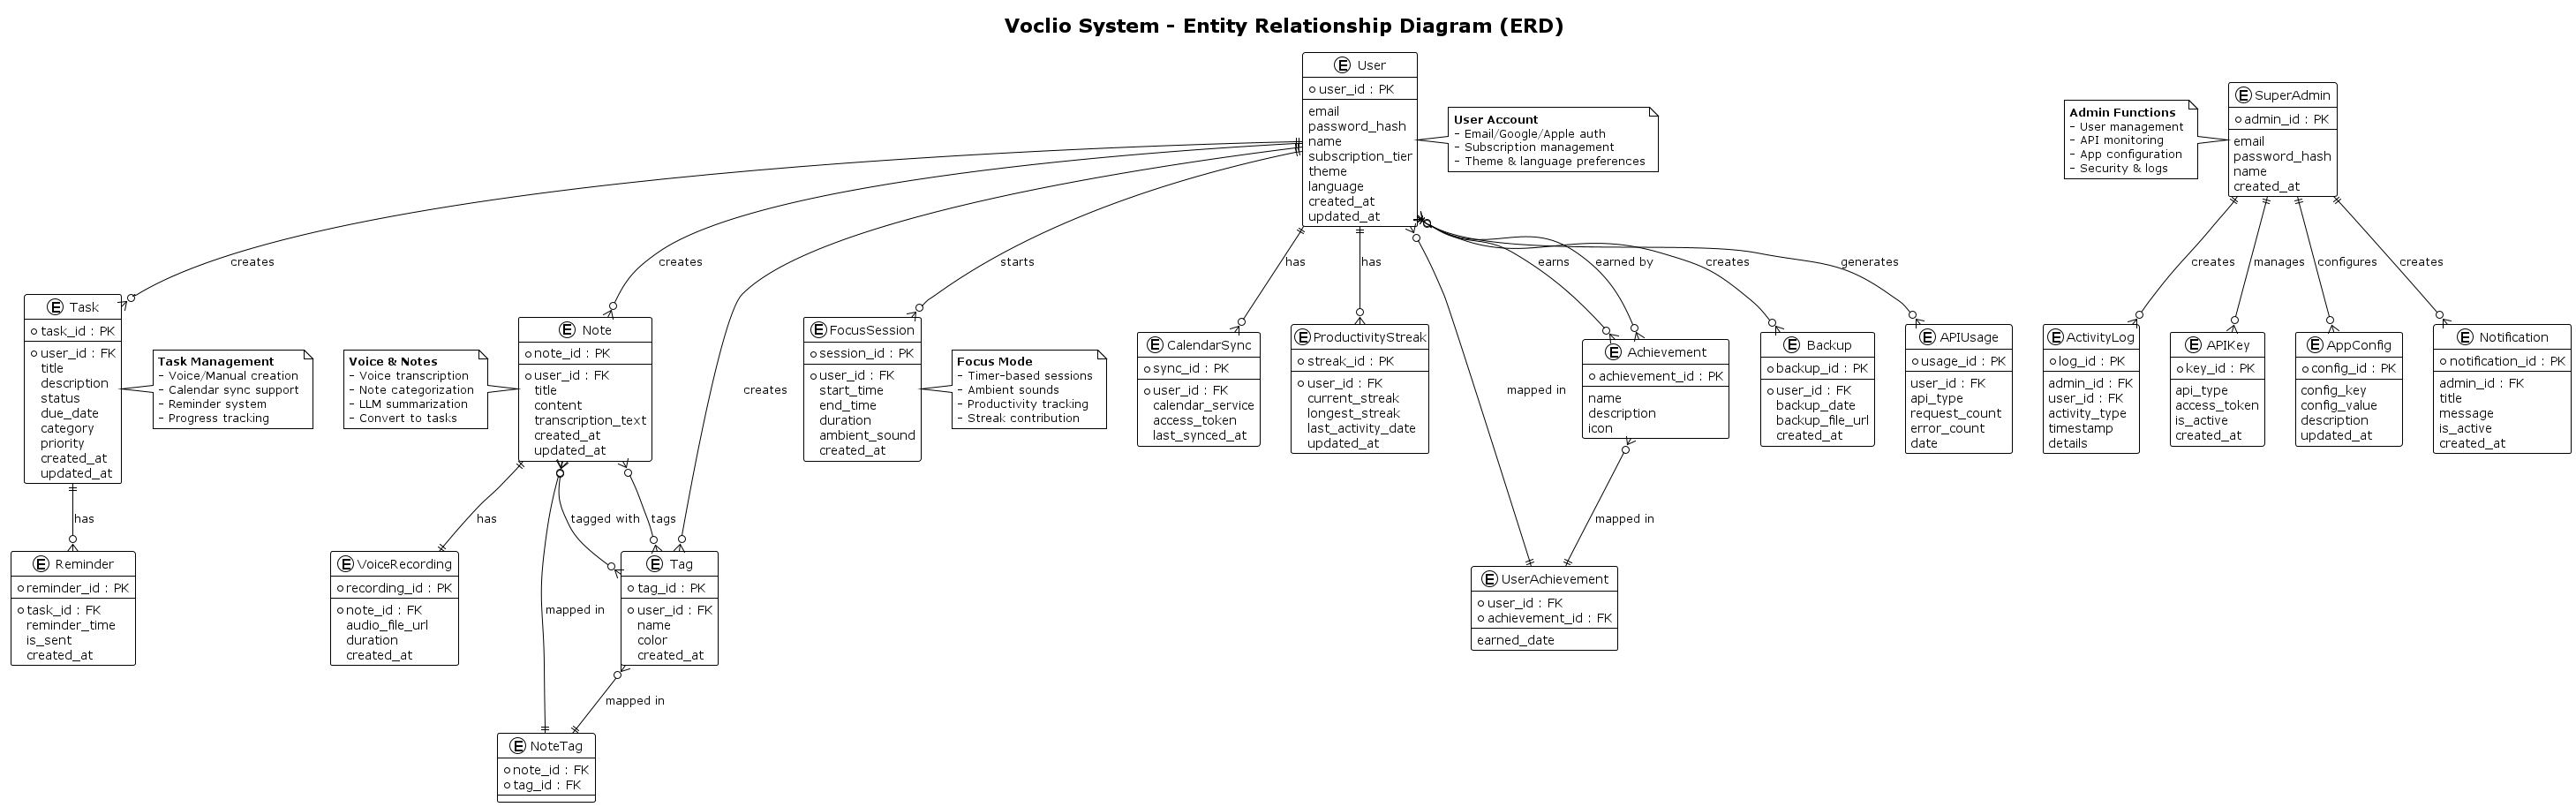 Voclio System - Entity Relationship Diagram (ERD)
E User
user_id : PK
email
password_hash
name
subscription_tier
theme
language
created_at
updated_at
User Account
- Email/Google/Apple auth
- Subscription management
- Theme & language preferences
Admin Functions
- User management
- API monitoring
- App configuration
- Security & logs
E SuperAdmin
admin_id : PK
email
password_hash
name
created_at
creates
creates
starts
has
has
earns
earned by
creates
generates
creates
manages
configures
creates
E Task
task_id : PK
user_id : FK
title
description
status
due_date
category
priority
created_at
updated_at
Task Management
- Voice/Manual creation
- Calendar sync support
- Reminder system
- Progress tracking
Voice & Notes
- Voice transcription
- Note categorization
- LLM summarization
- Convert to tasks
E Note
note_id : PK
user_id : FK
title
content
transcription_text
created_at
updated_at
creates
E FocusSession
session_id : PK
user_id : FK
start_time
end_time
duration
ambient_sound
created_at
Focus Mode
- Timer-based sessions
- Ambient sounds
- Productivity tracking
- Streak contribution
E CalendarSync
sync_id : PK
user_id : FK
calendar_service
access_token
last_synced_at
E ProductivityStreak
streak_id : PK
user_id : FK
current_streak
longest_streak
last_activity_date
updated_at
mapped in
E Achievement
achievement_id : PK
name
description
icon
E Backup
backup_id : PK
user_id : FK
backup_date
backup_file_url
created_at
E APIUsage
usage_id : PK
user_id : FK
api_type
request_count
error_count
date
E ActivityLog
log_id : PK
admin_id : FK
user_id : FK
activity_type
timestamp
details
E APIKey
key_id : PK
api_type
access_token
is_active
created_at
E AppConfig
config_id : PK
config_key
config_value
description
updated_at
E Notification
notification_id : PK
admin_id : FK
title
message
is_active
created_at
has
has
tagged with
tags
mapped in
E Reminder
reminder_id : PK
task_id : FK
reminder_time
is_sent
created_at
E VoiceRecording
recording_id : PK
note_id : FK
audio_file_url
duration
created_at
mapped in
E Tag
tag_id : PK
user_id : FK
name
color
created_at
E UserAchievement
user_id : FK
achievement_id : FK
earned_date
mapped in
E NoteTag
note_id : FK
tag_id : FK